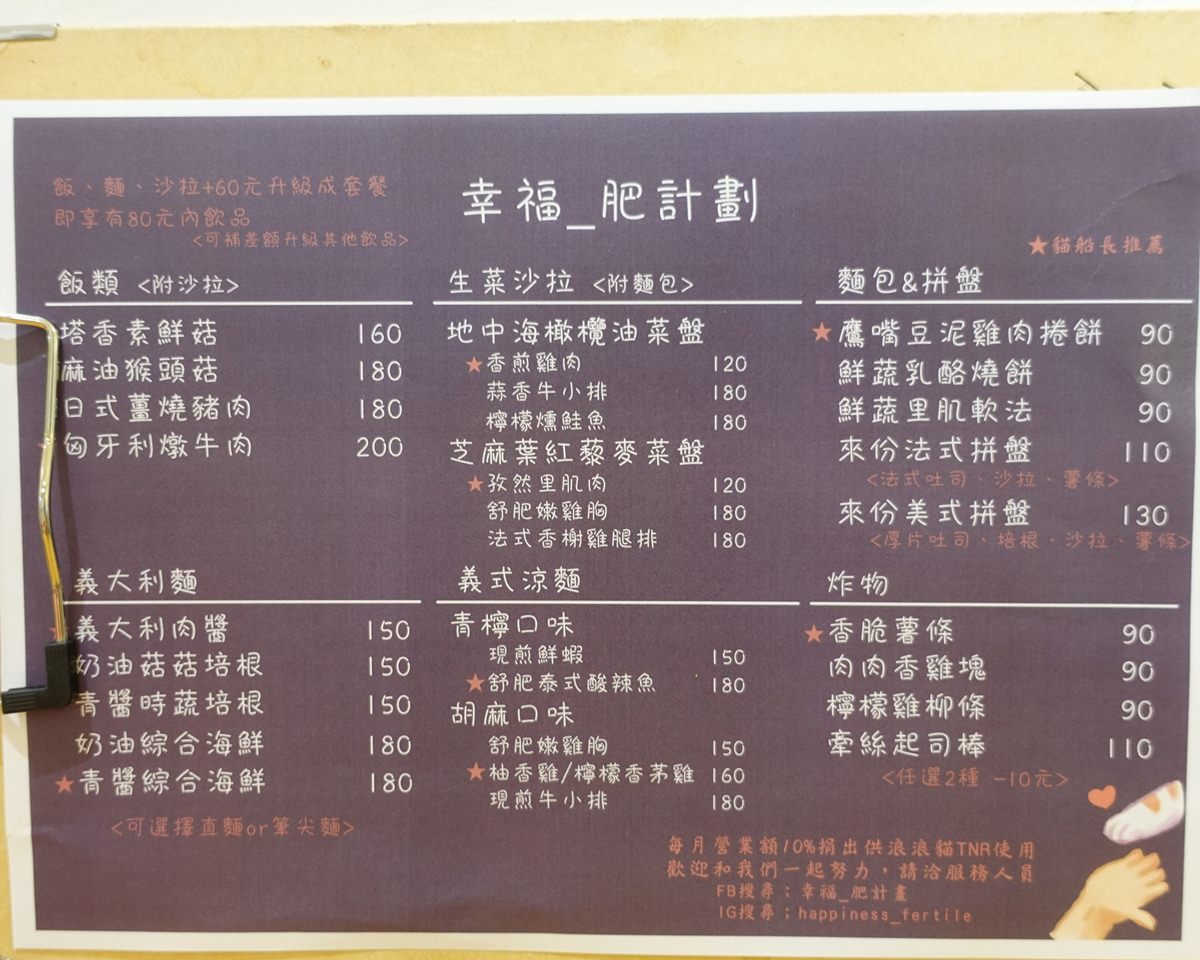 飯、麵、沙拉+60元升級成套餐
即享有80元內飲品
<可補差額升級其他飲品>
幸福_肥計劃
★貓船長推薦
飯類 <附沙拉>
塔香素鮮菇 160
麻油猴頭菇 180
日式薑燒豬肉 180
匈牙利燉牛肉 200
生菜沙拉 <附麵包>
地中海橄欖油菜盤
★香煎雞肉 120
蒜香牛小排 180
檸檬燻鮭魚 180
芝麻葉紅藜麥菜盤
★孜然里肌肉 120
舒肥嫩雞胸 180
法式香榭雞腿排 180
麵包&拼盤
★鷹嘴豆泥雞肉捲餅 90
鮮蔬乳酪燒餅 90
鮮蔬里肌軟法 90
來份法式拼盤 110
<法式吐司、沙拉、薯條>
來份美式拼盤 130
<厚片吐司、培根、沙拉、薯條>
義大利麵
★義大利肉醬 150
奶油菇菇培根 150
青醬時蔬培根 150
奶油綜合海鮮 180
★青醬綜合海鮮 180
<可選擇直麵or筆尖麵>
義式涼麵
青檸口味
現煎鮮蝦 150
★舒肥泰式酸辣魚 180
胡麻口味
舒肥嫩雞胸 150
★柚香雞/檸檬香茅雞 160
現煎牛小排 180
炸物
★香脆薯條 90
肉肉香雞塊 90
檸檬雞柳條 90
牽絲起司棒 110
<任選2種 -10元>
每月營業額10%捐出供浪浪貓TNR使用
歡迎和我們一起努力，請洽服務人員
FB搜尋；幸福_肥計畫
IG搜尋；happiness_fertile